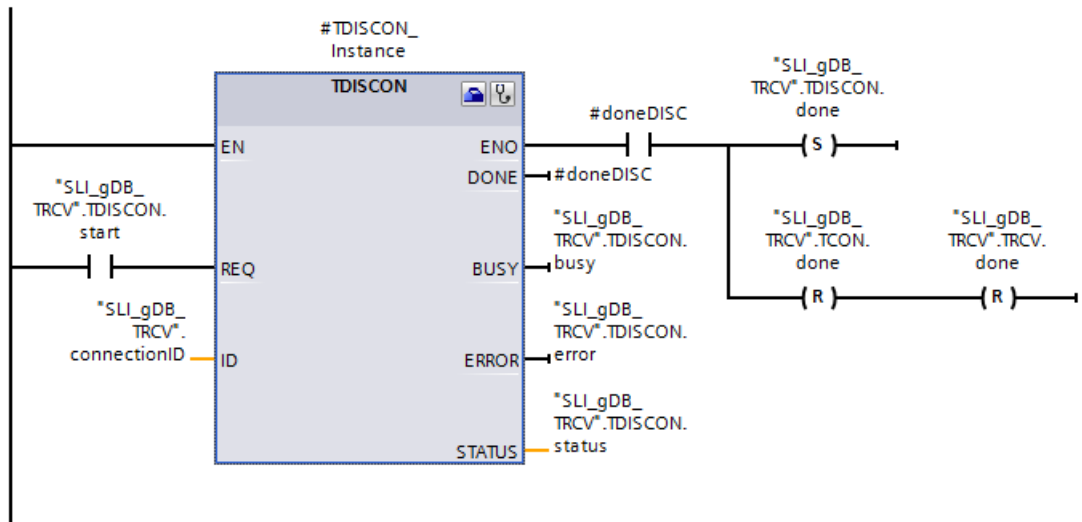 #TDISCON_
Instance
TDISCON
EN
ENO
#doneDISC
"SLI_gDB_
TRCV".TDISCON.
done
S
DONE
#doneDISC
"SLI_gDB_
TRCV".TDISCON.
start
REQ
BUSY
"SLI_gDB_
TRCV".TDISCON.
busy
"SLI_gDB_
TRCV".TCON.
done
R
"SLI_gDB_
TRCV".TRCV.
done
R
"SLI_gDB_
TRCV".
connectionID
ID
ERROR
"SLI_gDB_
TRCV".TDISCON.
error
STATUS
"SLI_gDB_
TRCV".TDISCON.
status